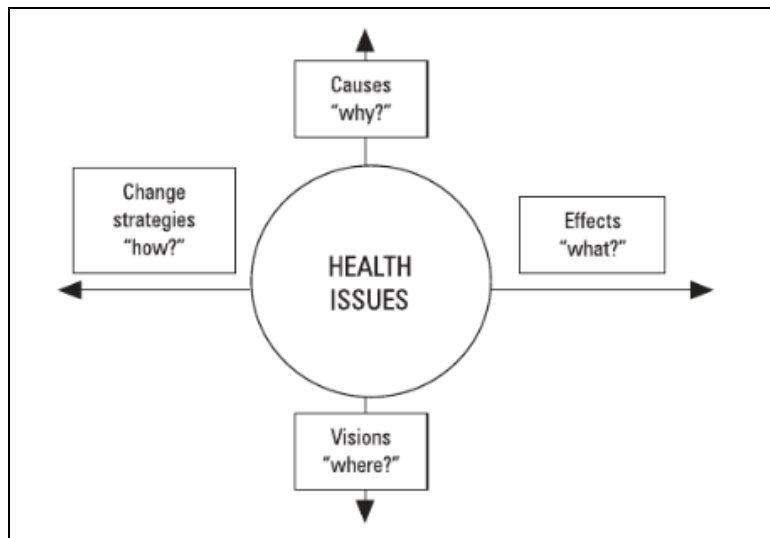 Causes
“why?”
Change
strategies
“how?”
Effects
“what?”
HEALTH
ISSUES
Visions
“where?”